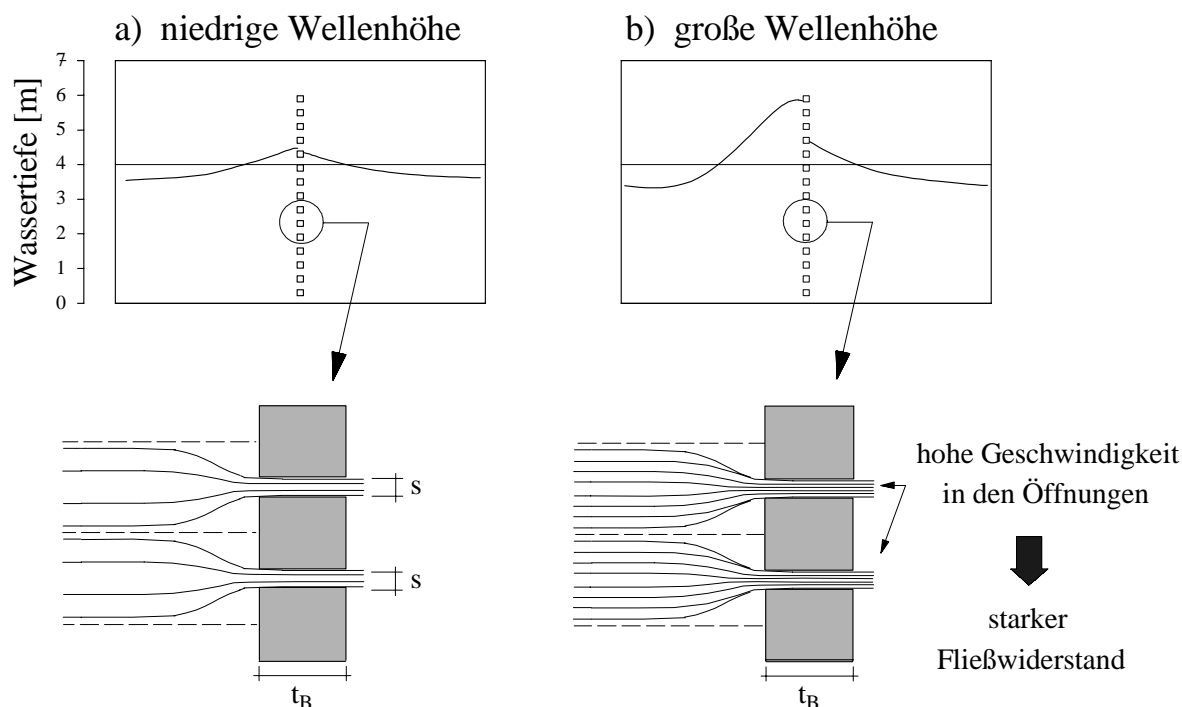 a) niedrige Wellenhöhe
b) große Wellenhöhe
Wassertiefe [m]
7
6
5
4
3
2
1
0
s
s
t_B
t_B
hohe Geschwindigkeit
in den Öffnungen
starker
Fließwiderstand